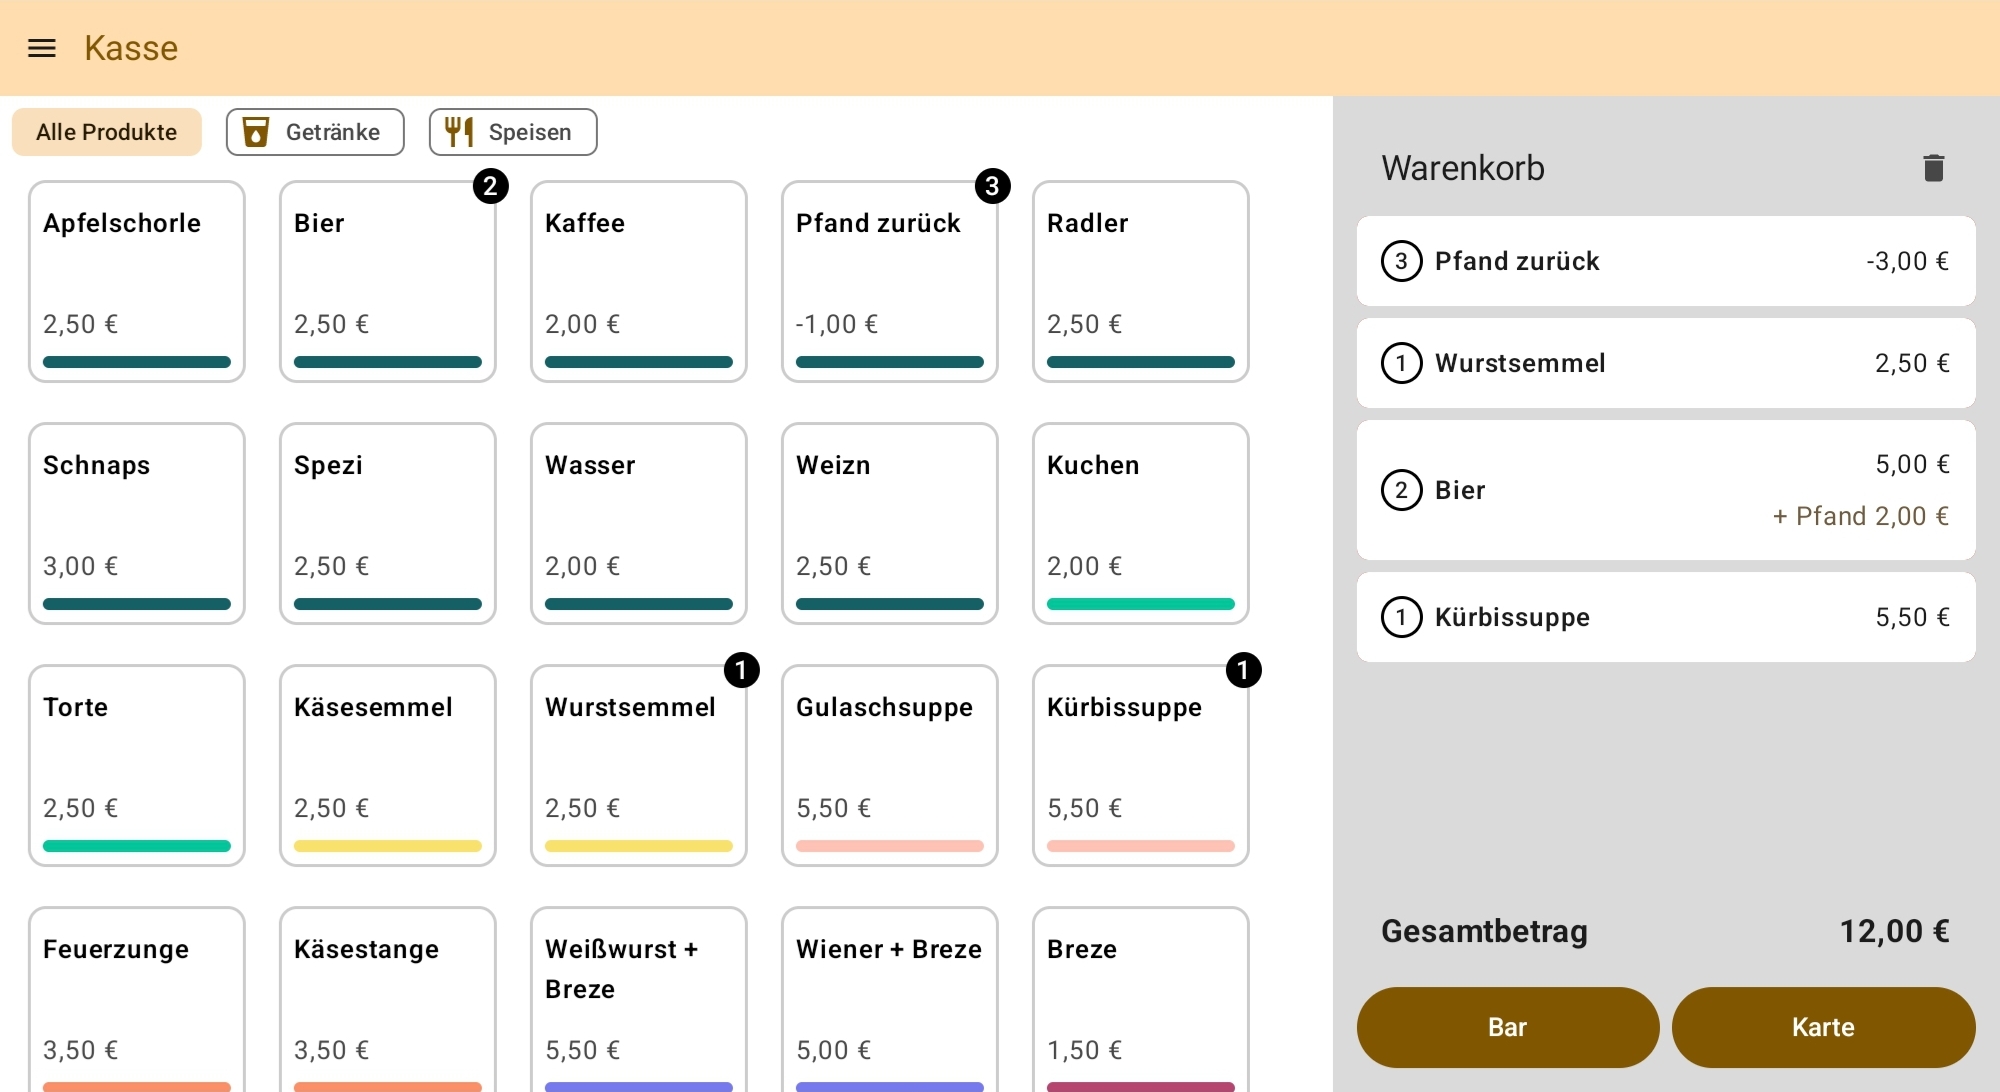 Kasse
Alle Produkte
Getränke
Speisen
2
3
Apfelschorle
Bier
Kaffee
Pfand zurück
Radler
2,50 €
2,50 €
2,00 €
-1,00 €
2,50 €
Schnaps
Spezi
Wasser
Weizn
Kuchen
3,00 €
2,50 €
2,00 €
2,50 €
2,00 €
1
1
Torte
Käsesemmel
Wurstsemmel
Gulaschsuppe
Kürbissuppe
2,50 €
2,50 €
2,50 €
5,50 €
5,50 €
Feuerzunge
Käsestange
Weißwurst +
Breze
Wiener + Breze
Breze
3,50 €
3,50 €
5,50 €
5,00 €
1,50 €
Warenkorb
3 Pfand zurück -3,00 €
1 Wurstsemmel 2,50 €
2 Bier 5,00 €
+ Pfand 2,00 €
1 Kürbissuppe 5,50 €
Gesamtbetrag 12,00 €
Bar
Karte